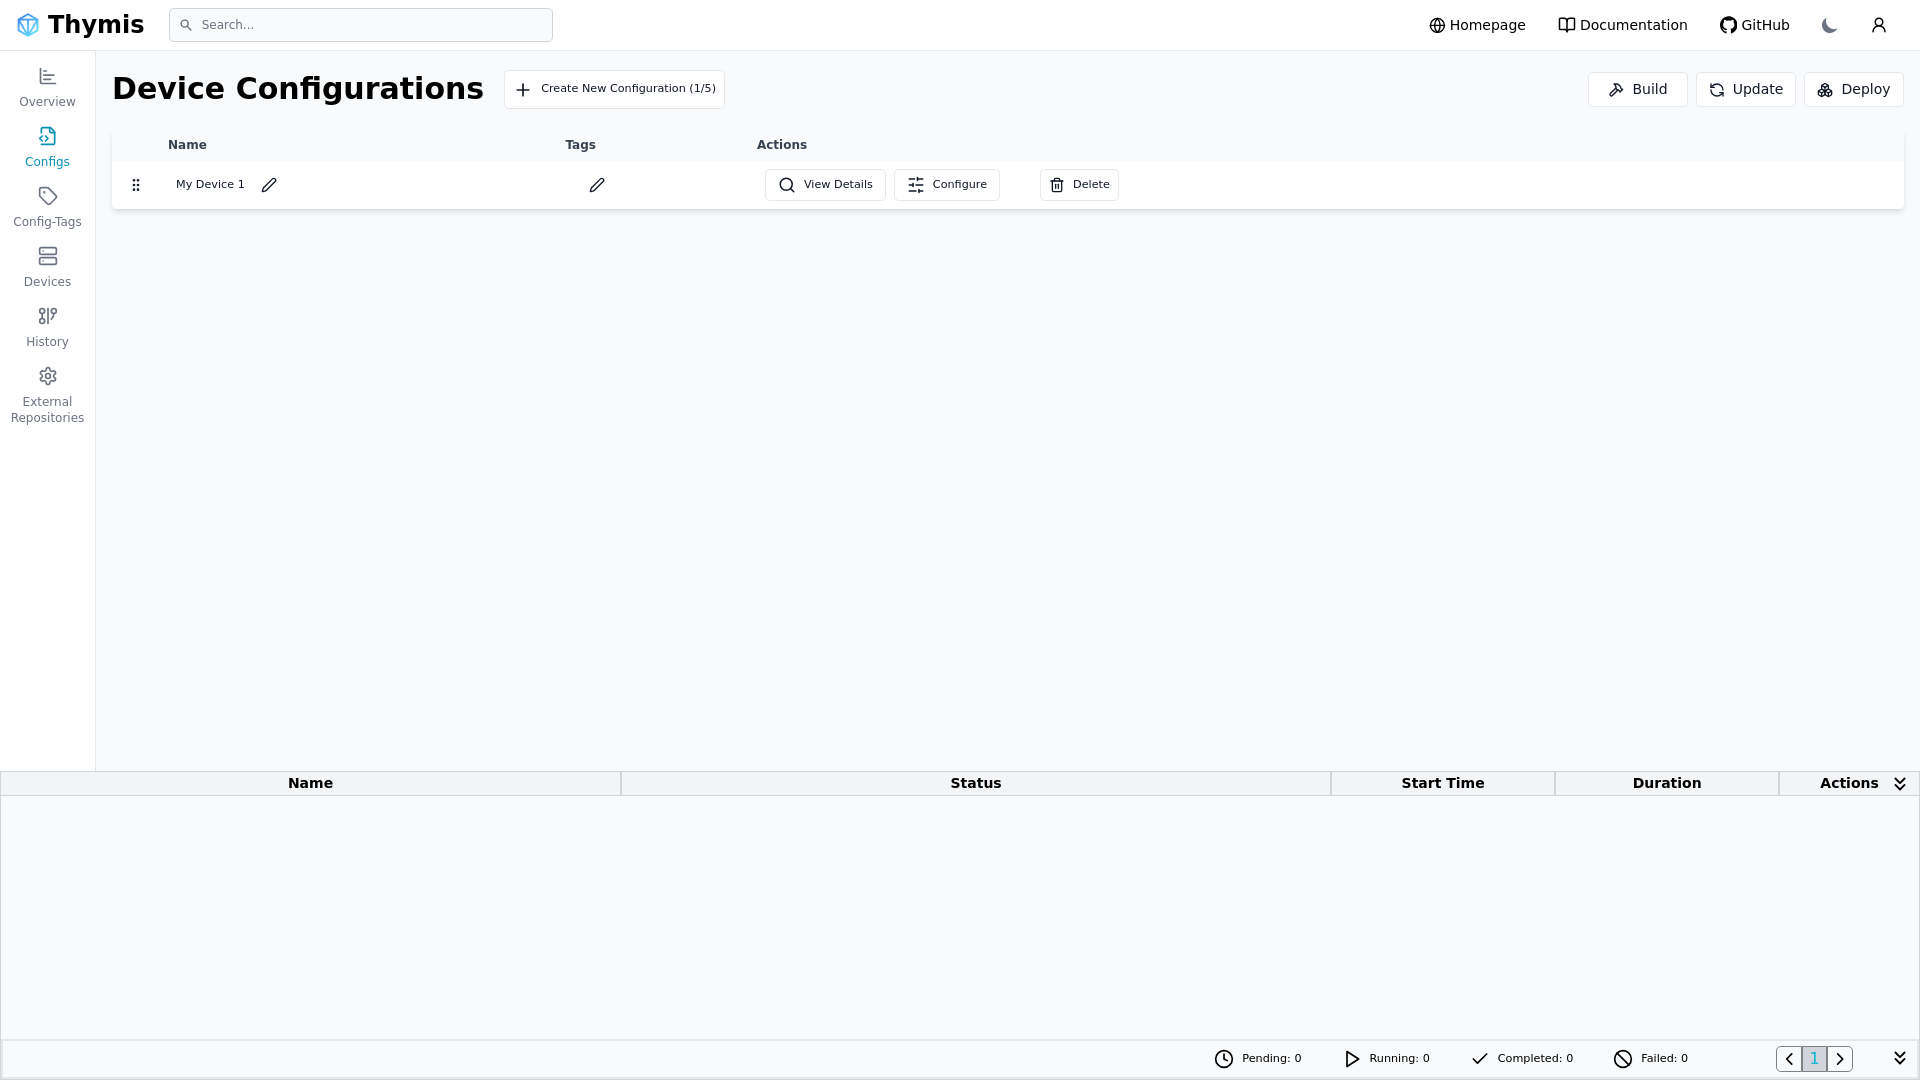 Thymis
Search...
Homepage
Documentation
GitHub
Overview
Configs
Config-Tags
Devices
History
External
Repositories
Device Configurations
Create New Configuration (1/5)
Build
Update
Deploy
Name Tags Actions
My Device 1
View Details
Configure
Delete
Name Status Start Time Duration Actions
Pending: 0
Running: 0
Completed: 0
Failed: 0
1